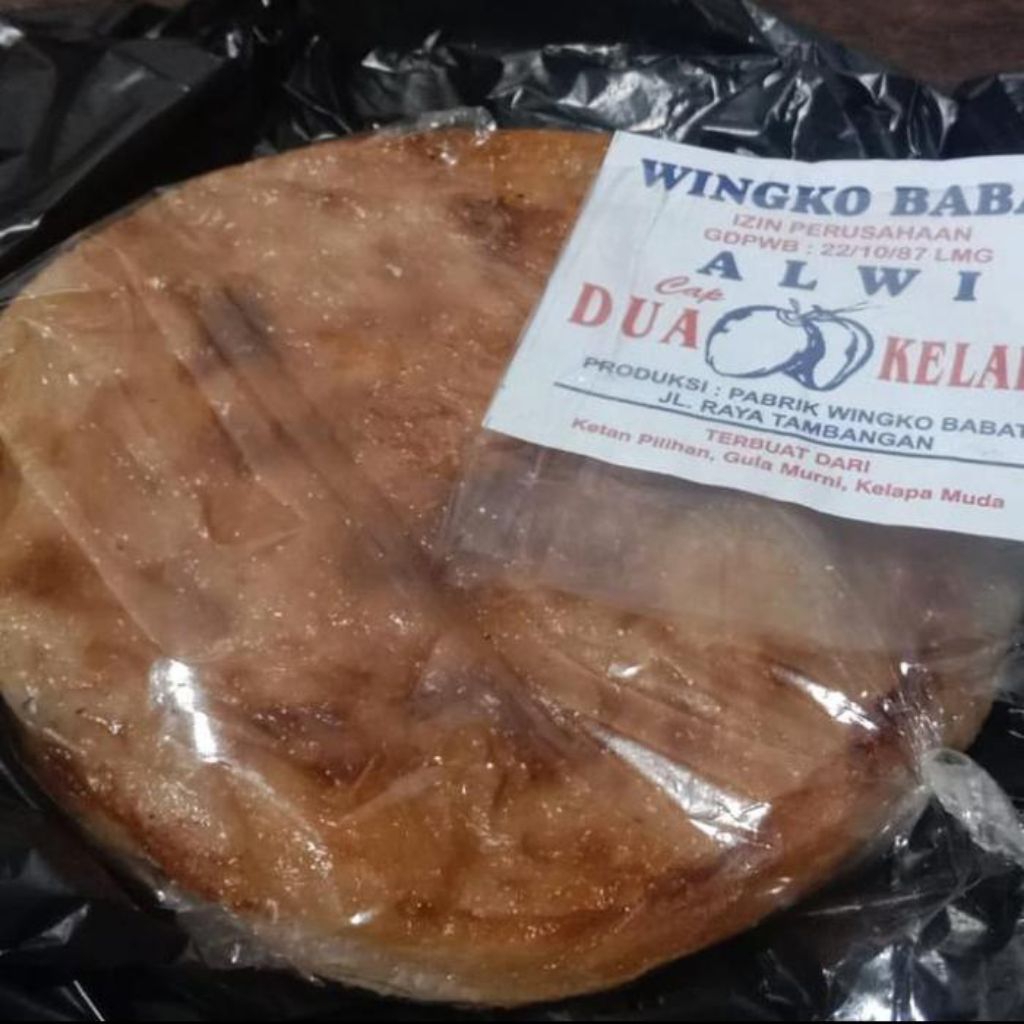 WINGKO BABA
IZIN PERUSAHAAN
GDPWB : 22/10/87 LMG
ALWI
Cap
DUA KELA
PRODUKSI : PABRIK WINGKO BABAT
JL. RAYA TAMBANGAN
TERBUAT DARI
Ketan Pilihan, Gula Murni, Kelapa Muda